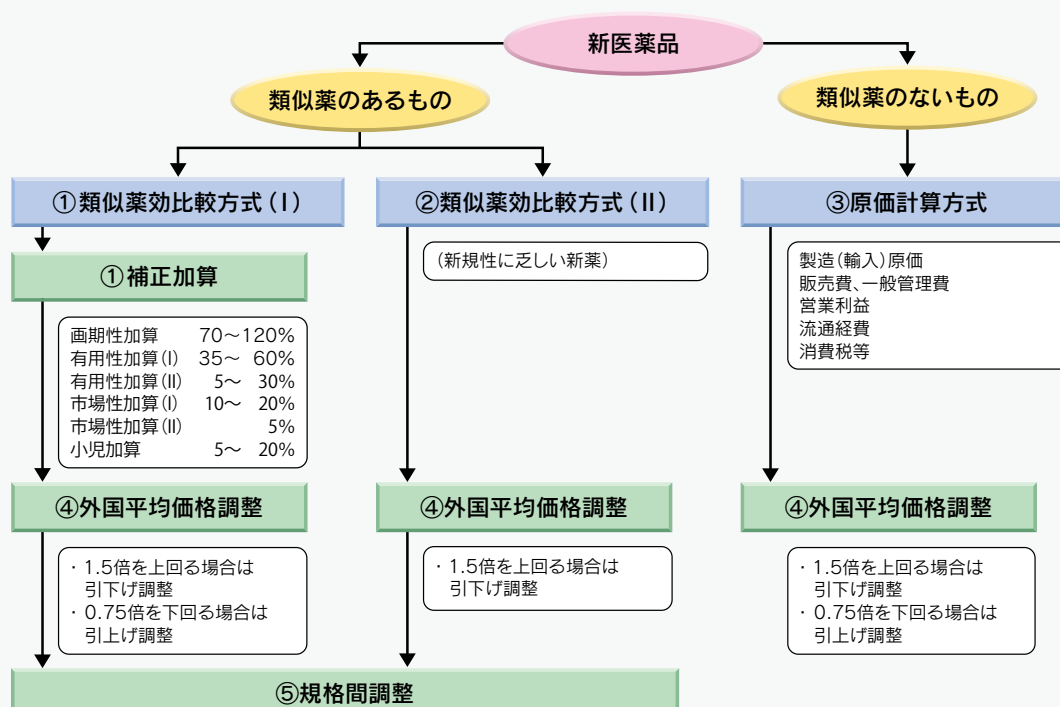 新医薬品
類似薬のあるもの
類似薬のないもの
①類似薬効比較方式(I)
②類似薬効比較方式(II)
③原価計算方式
①補正加算
(新規性に乏しい新薬)
製造(輸入)原価
販売費、一般管理費
営業利益
流通経費
消費税等
画期性加算 70～120%
有用性加算(I) 35～ 60%
有用性加算(II) 5～ 30%
市場性加算(I) 10～ 20%
市場性加算(II) 5%
小児加算 5～ 20%
④外国平均価格調整
④外国平均価格調整
④外国平均価格調整
・1.5倍を上回る場合は
引下げ調整
・0.75倍を下回る場合は
引上げ調整
・1.5倍を上回る場合は
引下げ調整
・1.5倍を上回る場合は
引下げ調整
・0.75倍を下回る場合は
引上げ調整
⑤規格間調整